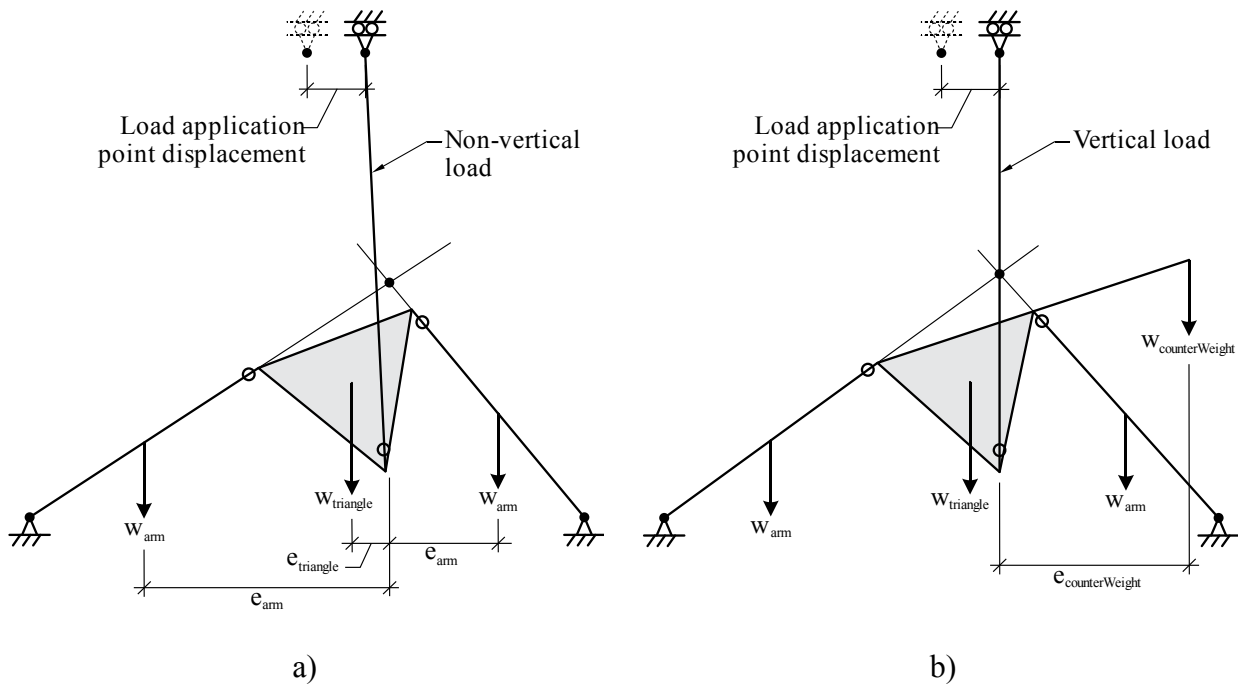 Load application
point displacement
Non-vertical
load
w_arm
w_triangle
w_arm
e_triangle
e_arm
e_arm
a)
Load application
point displacement
Vertical load
w_counterWeight
w_arm
w_triangle
w_arm
e_counterWeight
b)